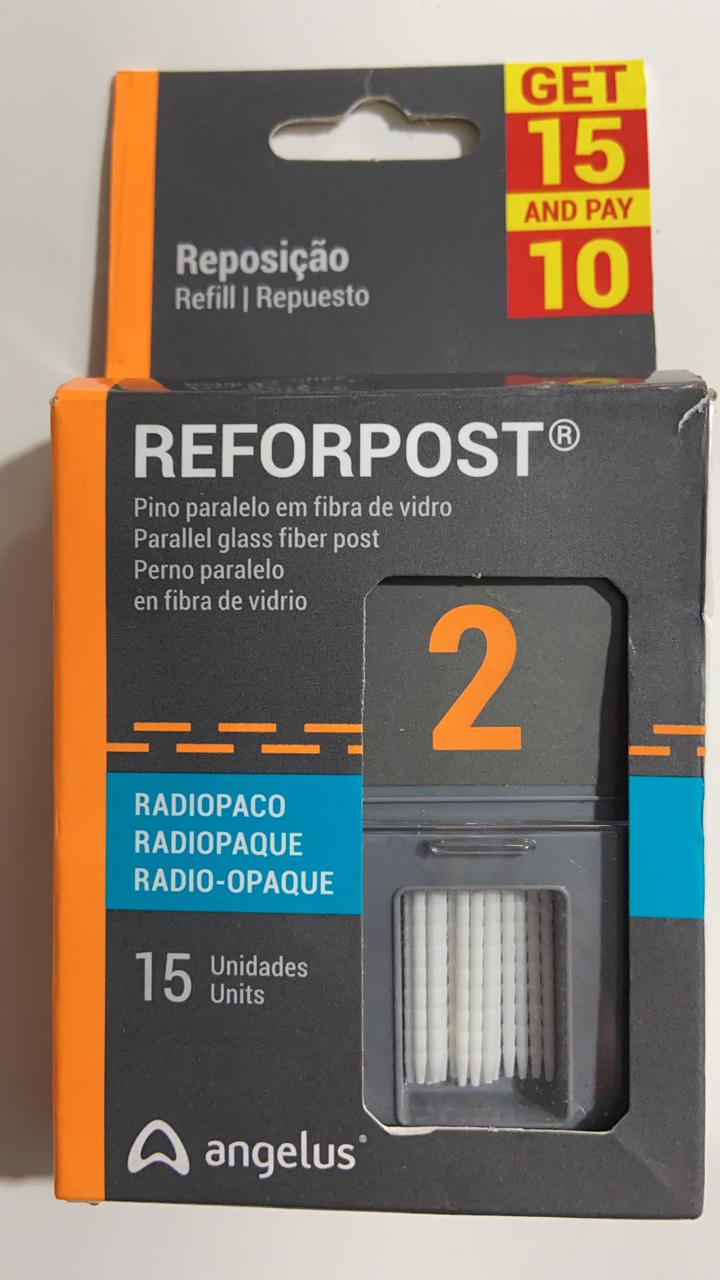 GET
15
AND PAY
10
Reposição
Refill | Repuesto
REFORPOST®
Pino paralelo em fibra de vidro
Parallel glass fiber post
Perno paralelo
en fibra de vidrio
2
RADIOPACO
RADIOPAQUE
RADIO-OPAQUE
15 Unidades
Units
angelus®